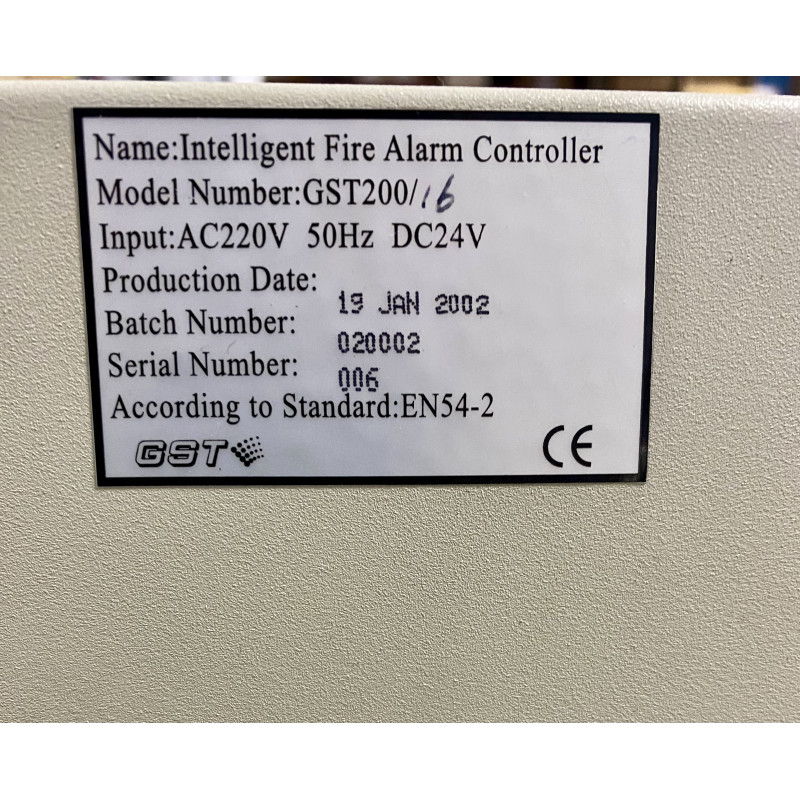 Name:Intelligent Fire Alarm Controller
Model Number:GST200/16
Input:AC220V 50Hz DC24V
Production Date: 19 JAN 2002
Batch Number: 020002
Serial Number: 006
According to Standard:EN54-2
GST CE